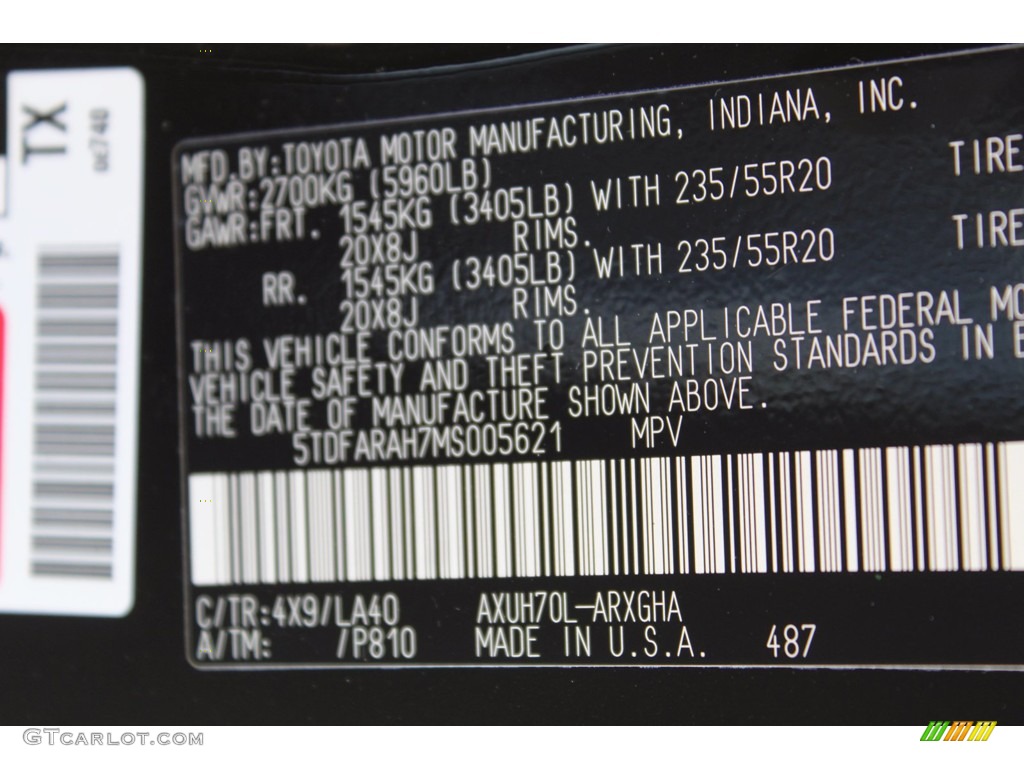 TX
oc740
MFD.BY:TOYOTA MOTOR MANUFACTURING, INDIANA, INC.
GVWR:2700KG (5960LB)
GAWR:FRT. 1545KG (3405LB) WITH 235/55R20 TIRE
20X8J RIMS.
RR. 1545KG (3405LB) WITH 235/55R20 TIRE
20X8J RIMS.
THIS VEHICLE CONFORMS TO ALL APPLICABLE FEDERAL MO
VEHICLE SAFETY AND THEFT PREVENTION STANDARDS IN E
THE DATE OF MANUFACTURE SHOWN ABOVE.
5TDFARAH7MS005621 MPV
C/TR:4X9/LA40 AXUH70L-ARXGHA
A/TM: /P810 MADE IN U.S.A. 487
GTCarLot.com